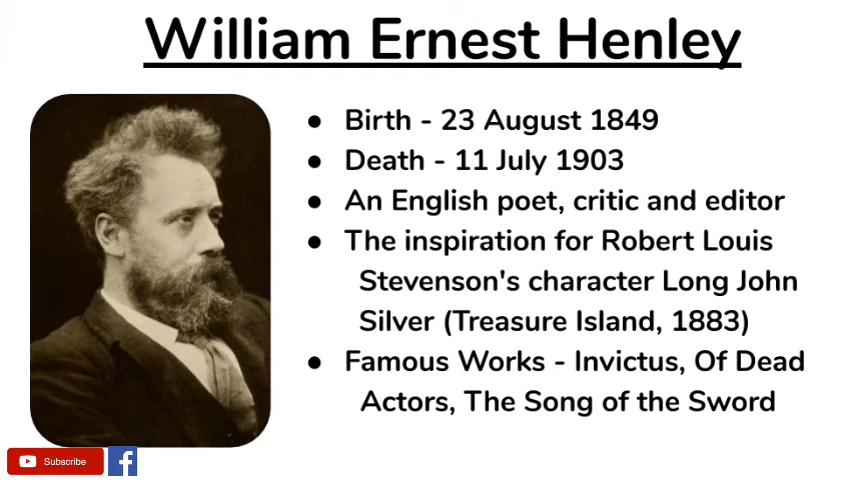 William Ernest Henley
● Birth - 23 August 1849
● Death - 11 July 1903
● An English poet, critic and editor
● The inspiration for Robert Louis
Stevenson's character Long John
Silver (Treasure Island, 1883)
● Famous Works - Invictus, Of Dead
Actors, The Song of the Sword
Subscribe
f